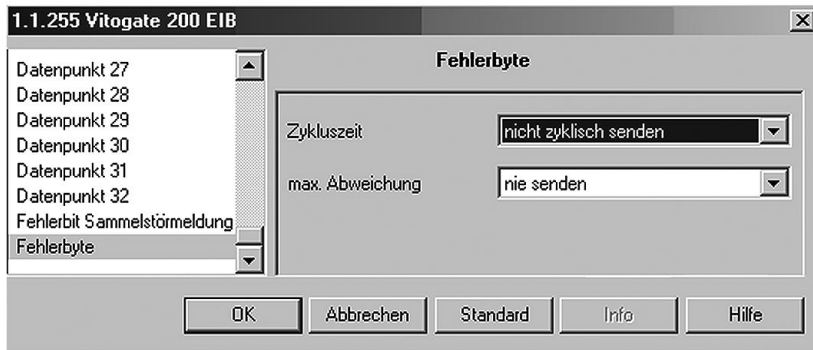 1.1.255 Vitogate 200 EIB
Datenpunkt 27
Datenpunkt 28
Datenpunkt 29
Datenpunkt 30
Datenpunkt 31
Datenpunkt 32
Fehlerbit Sammelstörmeldung
Fehlerbyte
Fehlerbyte
Zykluszeit nicht zyklisch senden
max. Abweichung nie senden
OK Abbrechen Standard Info Hilfe